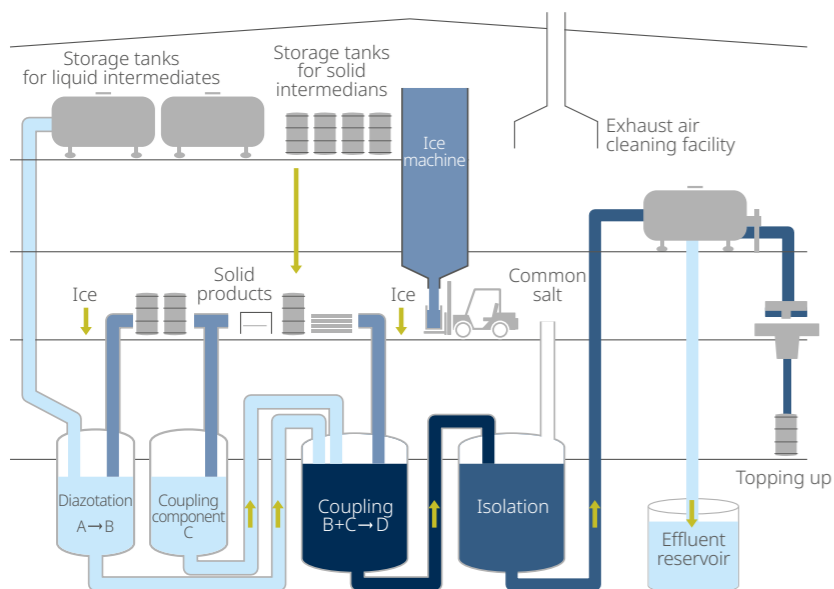 Storage tanks
for liquid intermediates
Storage tanks
for solid
intermedians
Ice
machine
Exhaust air
cleaning facility
Ice
Solid
products
Ice
Common
salt
Topping up
Diazotation
A→B
Coupling
component
C
Coupling
B+C→D
Isolation
Effluent
reservoir